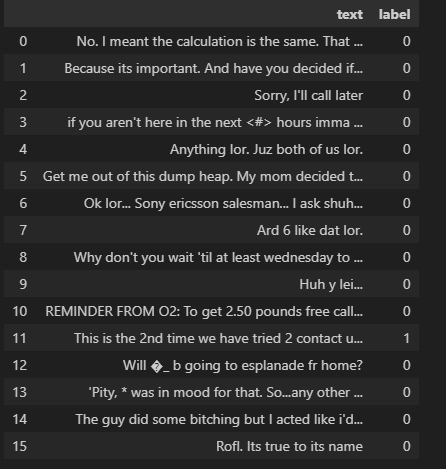 text label
0 No. I meant the calculation is the same. That ... 0
1 Because its important. And have you decided if... 0
2 Sorry, I'll call later 0
3 if you aren't here in the next <#> hours imma ... 0
4 Anything lor. Juz both of us lor. 0
5 Get me out of this dump heap. My mom decided t... 0
6 Ok lor... Sony ericsson salesman... I ask shuh... 0
7 Ard 6 like dat lor. 0
8 Why don't you wait 'til at least wednesday to ... 0
9 Huh y lei... 0
10 REMINDER FROM O2: To get 2.50 pounds free call... 0
11 This is the 2nd time we have tried 2 contact u... 1
12 Will �_ b going to esplanade fr home? 0
13 'Pity, * was in mood for that. So...any other ... 0
14 The guy did some bitching but I acted like i'd... 0
15 Rofl. Its true to its name 0